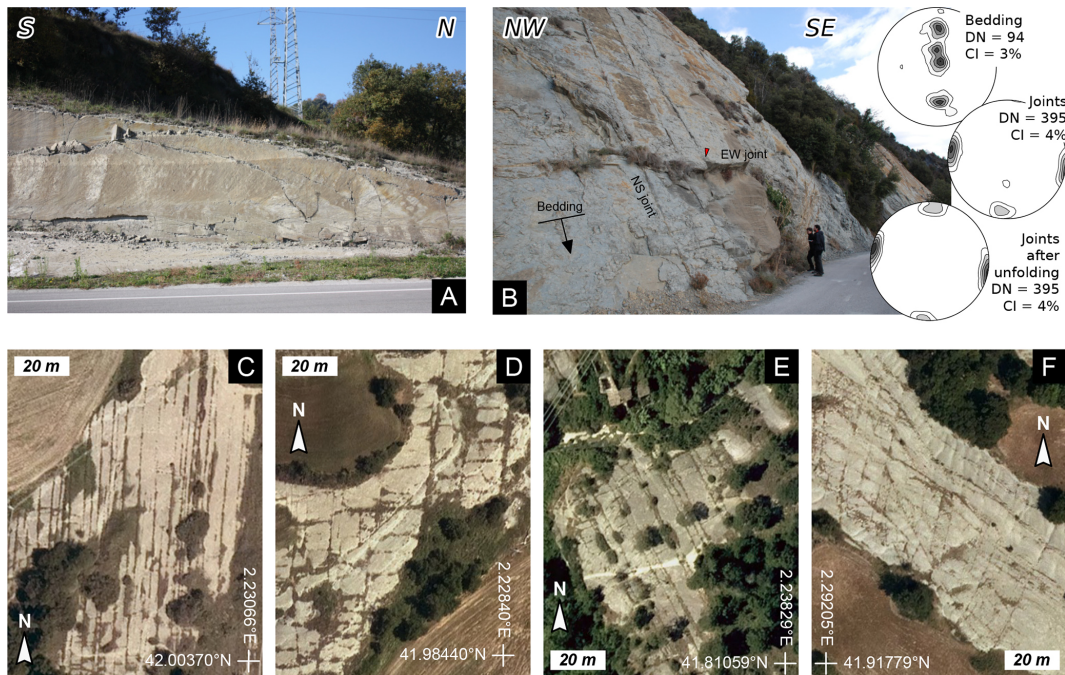 S
N
A
NW
SE
EW joint
NS joint
Bedding
B
Bedding
DN = 94
CI = 3%
Joints
DN = 395
CI = 4%
Joints
after
unfolding
DN = 395
CI = 4%
20 m
C
N
2.23066°E
42.00370°N
20 m
D
N
2.22840°E
41.98440°N
E
N
2.23829°E
20 m
41.81059°N
F
N
2.29205°E
41.91779°N
20 m